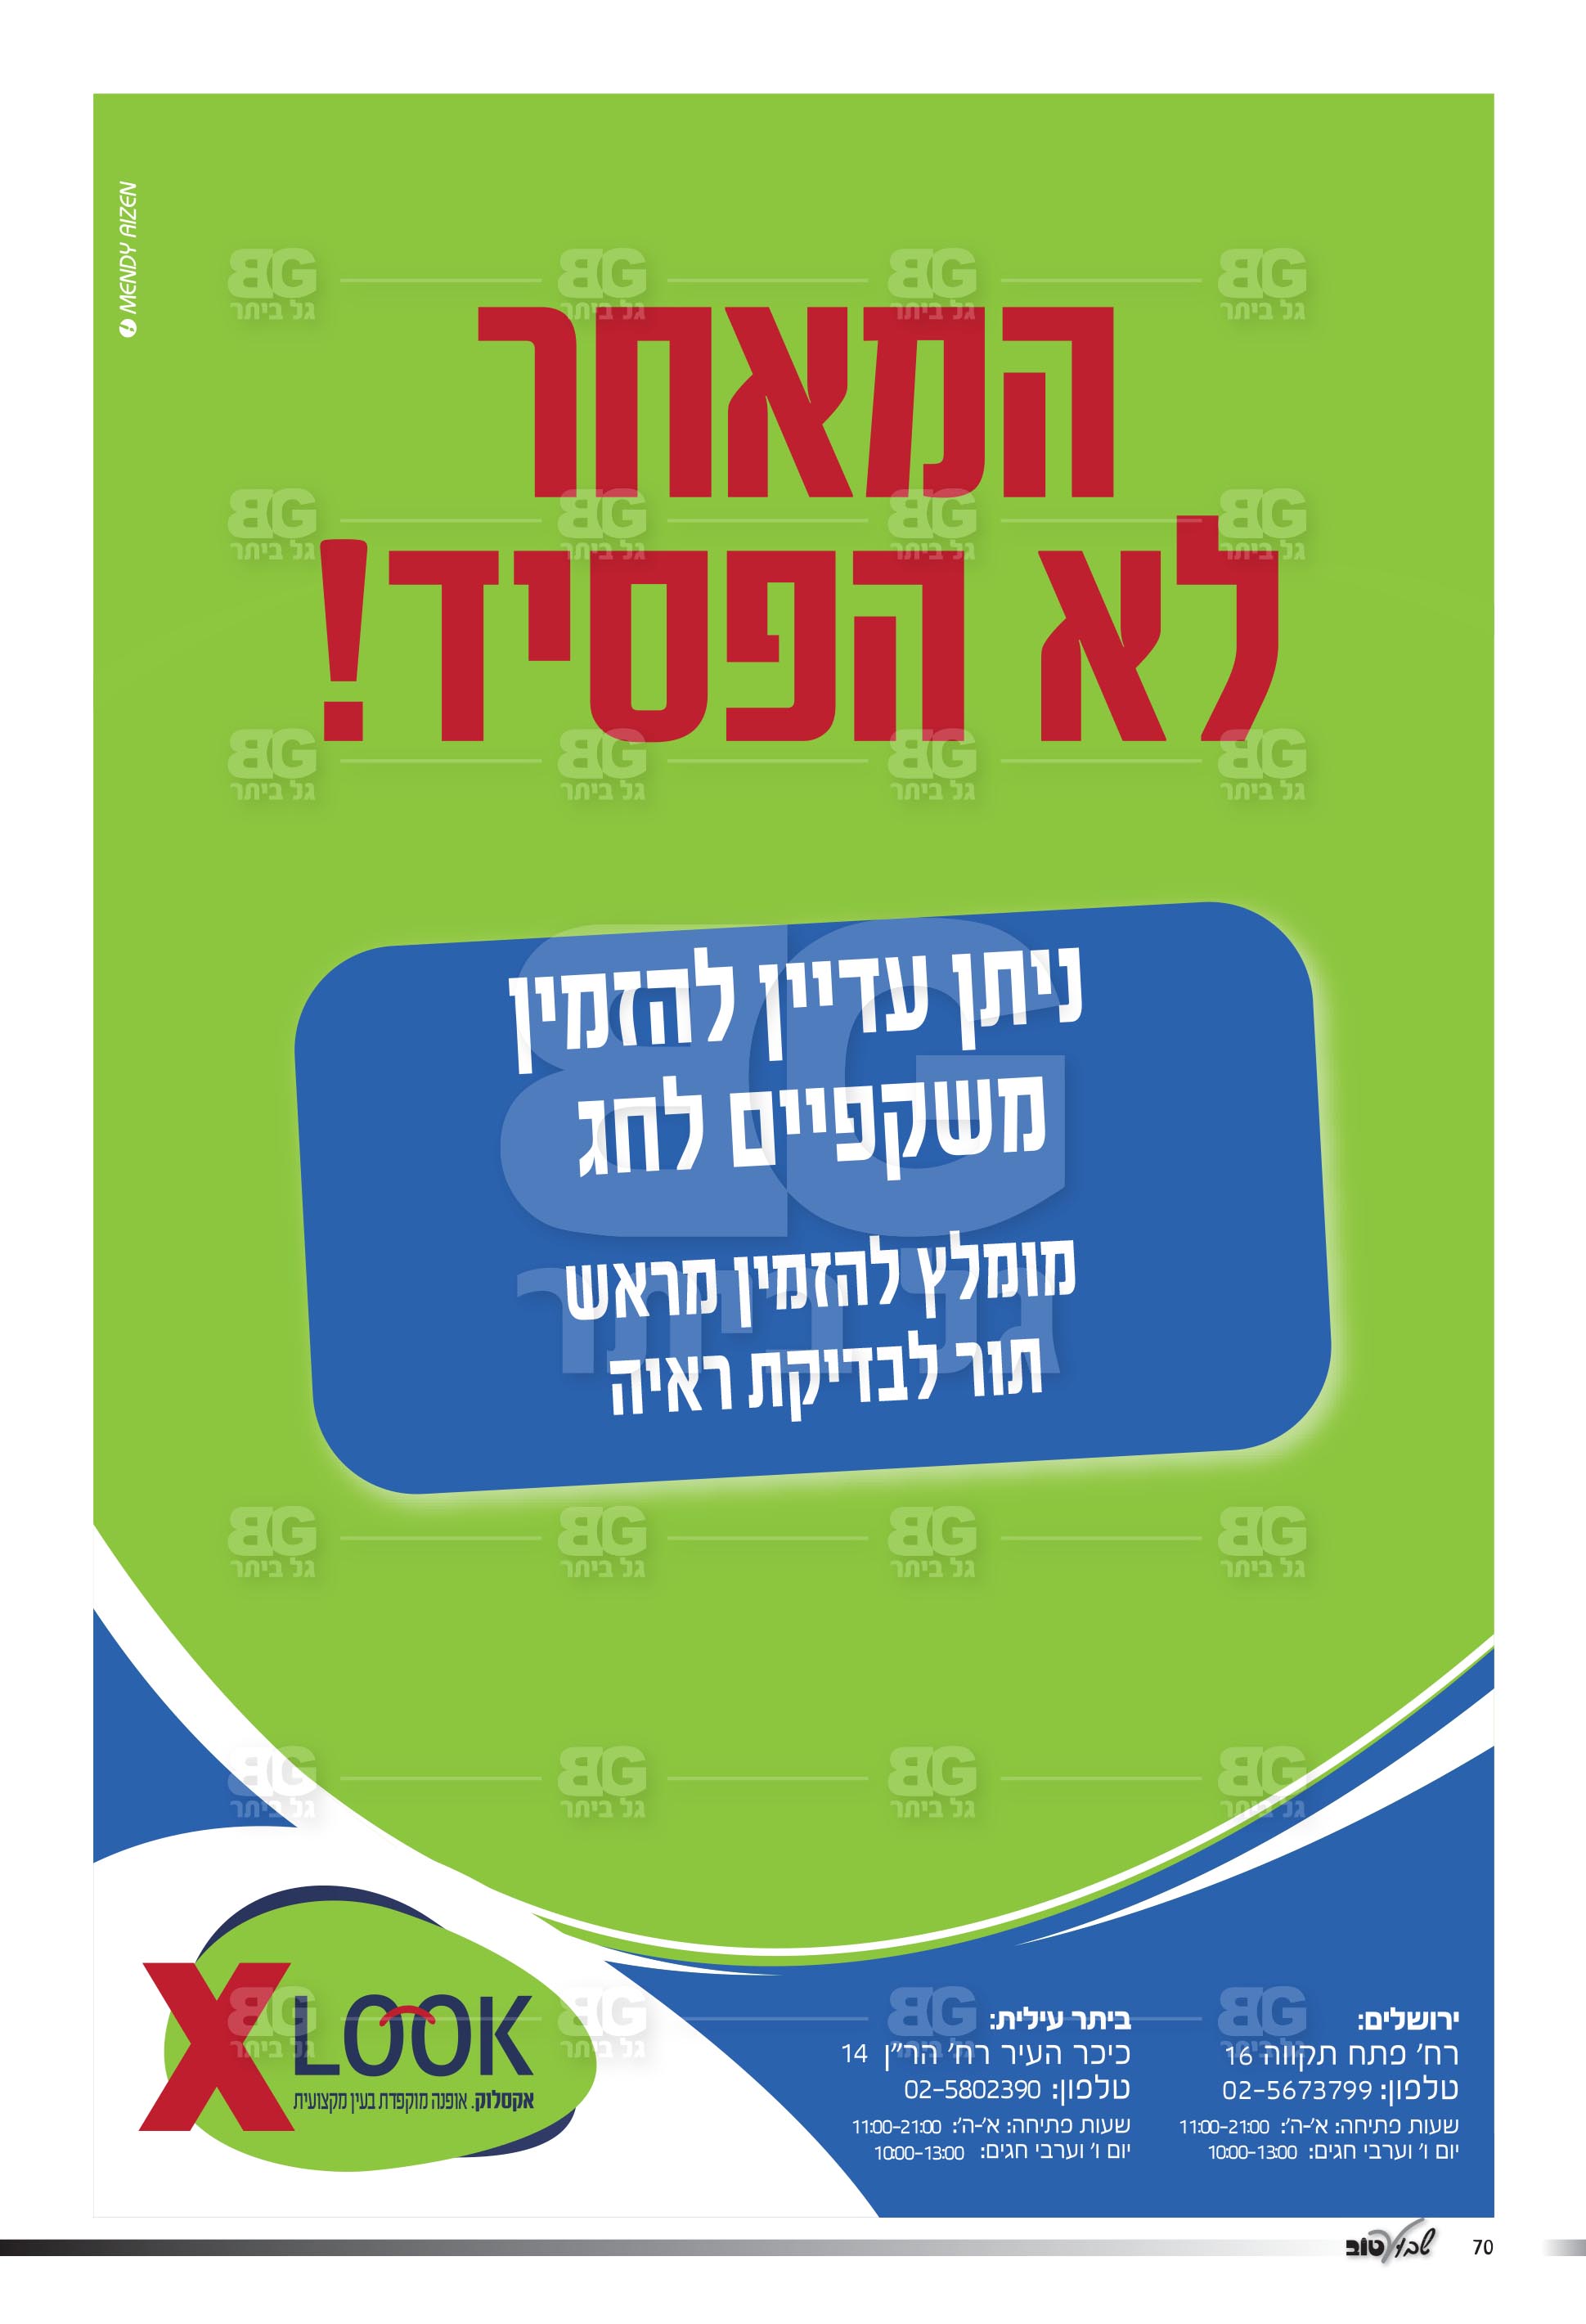 MENDY AIZEN
המאחר
לא הפסיד!
ניתן עדיין להזמין
משקפיים לחג
מומלץ להזמין מראש
תור לבדיקת ראיה
BG
גל ביתר
ירושלים:
רח' פתח תקווה 16
טלפון: 02-5673799
שעות פתיחה: א'-ה': 11:00-21:00
יום ו' וערבי חגים: 10:00-13:00
ביתר עילית:
כיכר העיר רח' הר"ן 14
טלפון: 02-5802390
שעות פתיחה: א'-ה': 11:00-21:00
יום ו' וערבי חגים: 10:00-13:00
X LOOK
אקסלוק. אופנה מוקפדת בעין מקצועית
70 שבוע טוב